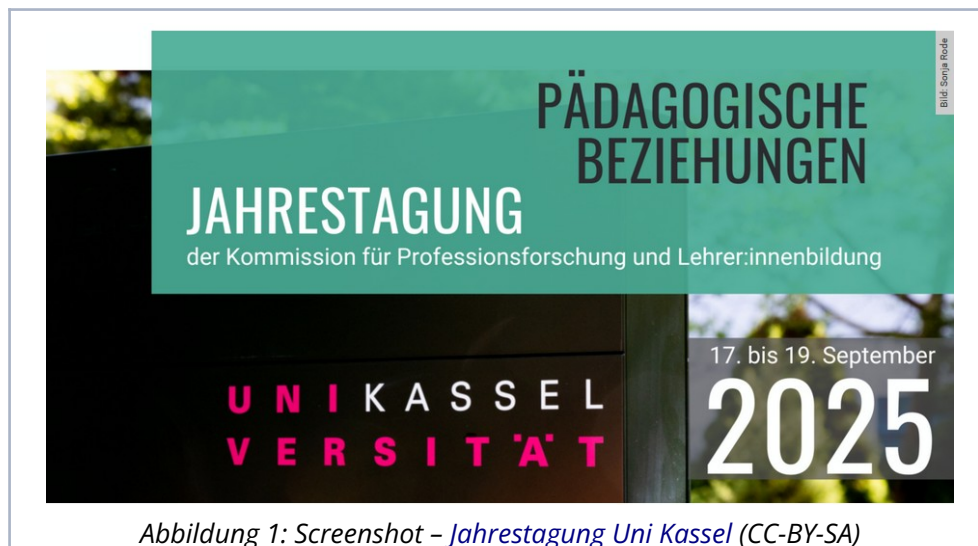 PÄDAGOGISCHE
BEZIEHUNGEN
JAHRESTAGUNG
der Kommission für Professionsforschung und Lehrer:innenbildung
Bild: Sonja Rode
UNIKASSEL
VERSITÄT
17. bis 19. September
2025
Abbildung 1: Screenshot – Jahrestagung Uni Kassel (CC-BY-SA)